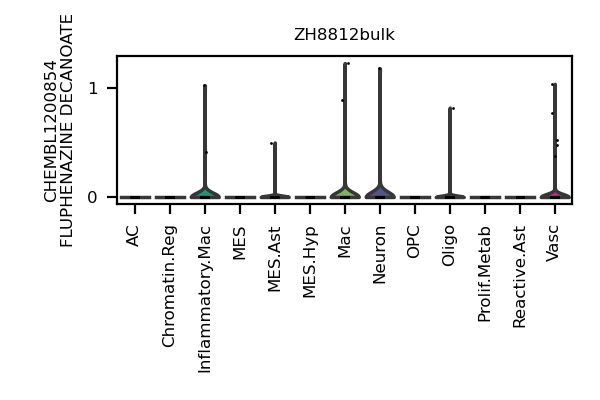 ZH8812bulk
CHEMBL1200854
FLUPHENAZINE DECANOATE
1
0
AC
Chromatin.Reg
Inflammatory.Mac
MES
MES.Ast
MES.Hyp
Mac
Neuron
OPC
Oligo
Prolif.Metab
Reactive.Ast
Vasc